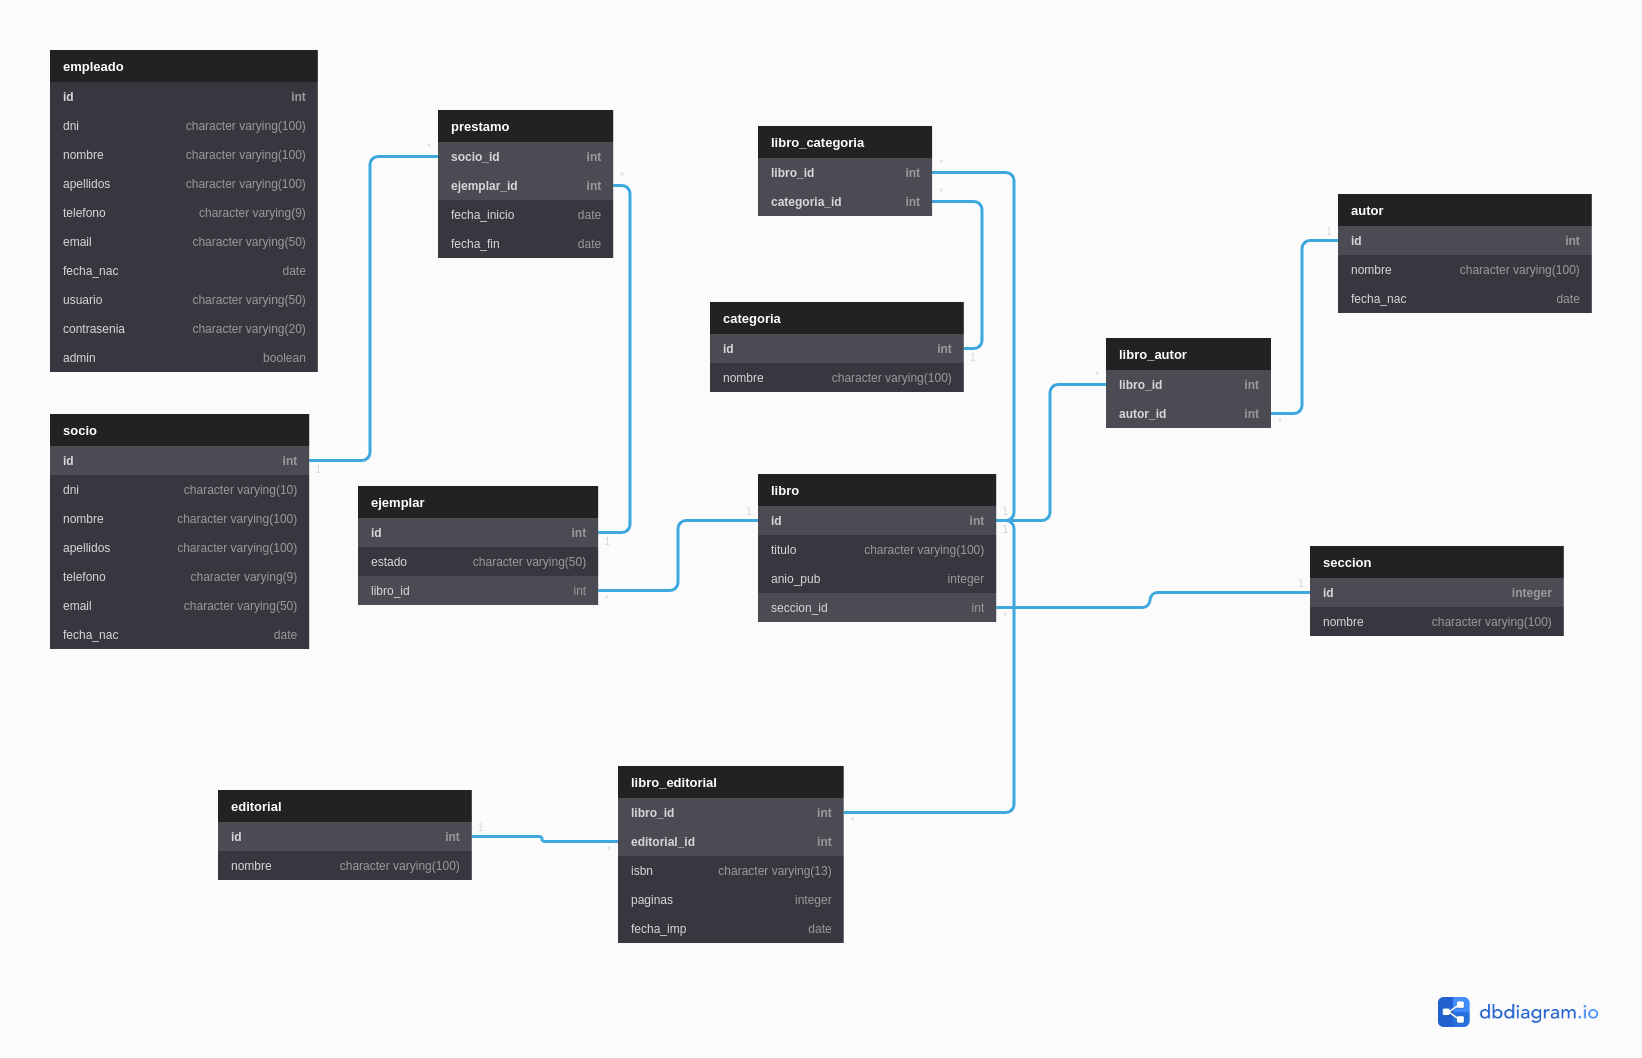 empleado
id int
dni character varying(100)
nombre character varying(100)
apellidos character varying(100)
telefono character varying(9)
email character varying(50)
fecha_nac date
usuario character varying(50)
contrasenia character varying(20)
admin boolean
socio
id int
dni character varying(10)
nombre character varying(100)
apellidos character varying(100)
telefono character varying(9)
email character varying(50)
fecha_nac date
1
prestamo
socio_id int
ejemplar_id int
fecha_inicio date
fecha_fin date
*
*
ejemplar
id int
estado character varying(50)
libro_id int
1
*
libro_categoria
libro_id int
categoria_id int
*
*
categoria
id int
nombre character varying(100)
1
libro
id int
titulo character varying(100)
anio_pub integer
seccion_id int
1
1
1
*
libro_autor
libro_id int
autor_id int
*
*
autor
id int
nombre character varying(100)
fecha_nac date
1
seccion
id integer
nombre character varying(100)
1
editorial
id int
nombre character varying(100)
1
libro_editorial
libro_id int
editorial_id int
isbn character varying(13)
paginas integer
fecha_imp date
*
*
dbdiagram.io